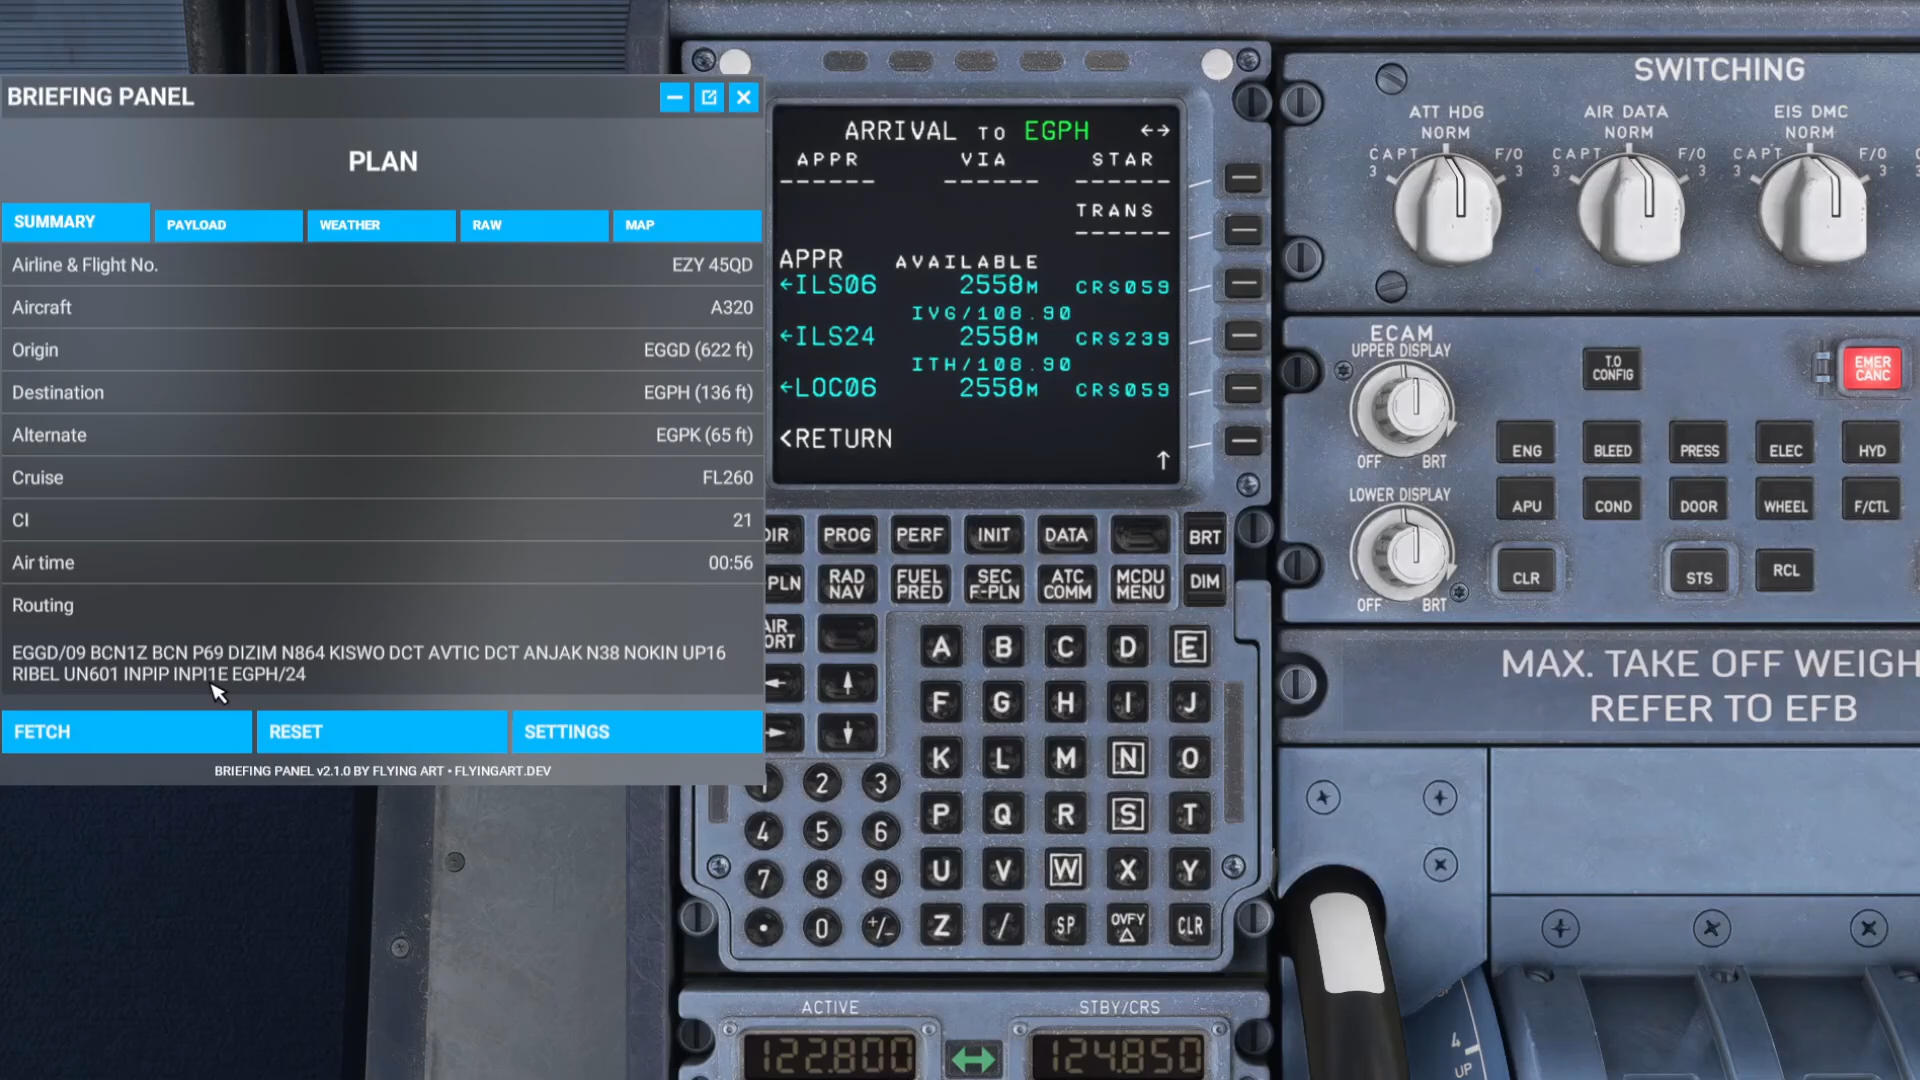 BRIEFING PANEL
PLAN
SUMMARY
PAYLOAD
WEATHER
RAW
MAP
Airline & Flight No.
EZY 45QD
Aircraft
A320
Origin
EGGD (622 ft)
Destination
EGPH (136 ft)
Alternate
EGPK (65 ft)
Cruise
FL260
CI
21
Air time
00:56
Routing
EGGD/09 BCN1Z BCN P69 DIZIM N864 KISWO DCT AVTIC DCT ANJAK N38 NOKIN UP16
RIBEL UN601 INPIP INPI1E EGPH/24
FETCH
RESET
SETTINGS
BRIEFING PANEL v2.1.0 BY FLYING ART • FLYINGART.DEV
ARRIVAL TO EGPH ←→
APPR VIA STAR
------ ------ ------
TRANS
------
APPR AVAILABLE
←ILS06 2558M CRS059
IVG/108.90
←ILS24 2558M CRS239
ITH/108.90
←LOC06 2558M CRS059
<RETURN ↑
DIR PROG PERF INIT DATA BRT
PLN RAD NAV FUEL PRED SEC F-PLN ATC COMM MCDU MENU DIM
AIR
ORT
← ↑
→ ↓
A B C D E
F G H I J
K L M N O
P Q R S T
U V W X Y
Z / SP OVFY △ CLR
1 2 3
4 5 6
7 8 9
. 0 +/-
ACTIVE
STBY/CRS
122.800
124.850
SWITCHING
ATT HDG
NORM
CAPT
3
F/O
3
AIR DATA
NORM
CAPT
3
F/O
3
EIS DMC
NORM
CAPT
3
F/O
3
ECAM
UPPER DISPLAY
OFF
BRT
LOWER DISPLAY
OFF
BRT
T.O
CONFIG
EMER
CANC
ENG BLEED PRESS ELEC HYD
APU COND DOOR WHEEL F/CTL
CLR STS RCL
MAX. TAKE OFF WEIGH
REFER TO EFB
4
UP